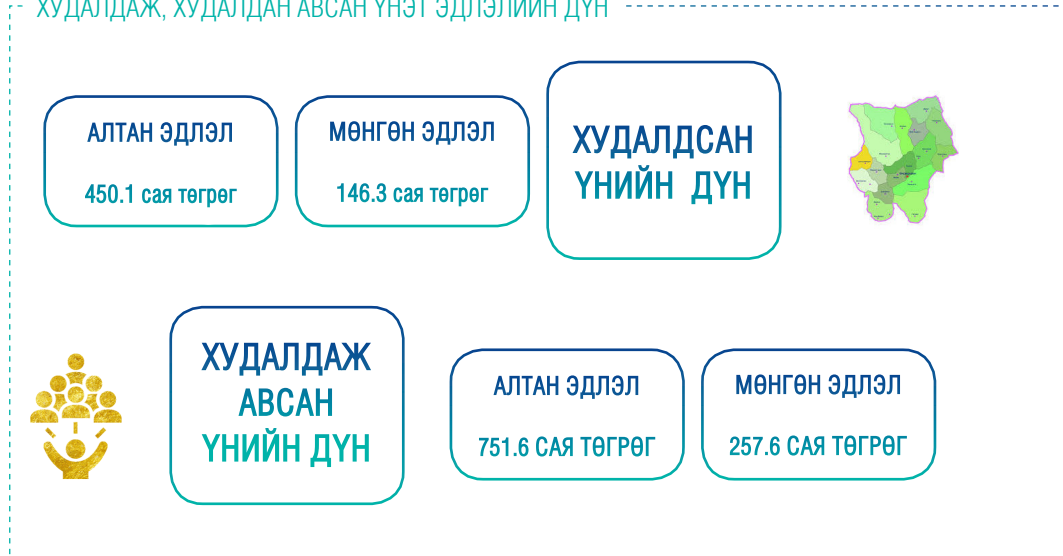 ХУДАЛДАЖ, ХУДАЛДАН АВСАН ҮНЭТ ЭДЛЭЛИЙН ДҮН
АЛТАН ЭДЛЭЛ
450.1 сая төгрөг
МӨНГӨН ЭДЛЭЛ
146.3 сая төгрөг
ХУДАЛДСАН
ҮНИЙН ДҮН
ХУДАЛДАЖ
АВСАН
ҮНИЙН ДҮН
АЛТАН ЭДЛЭЛ
751.6 САЯ ТӨГРӨГ
МӨНГӨН ЭДЛЭЛ
257.6 САЯ ТӨГРӨГ